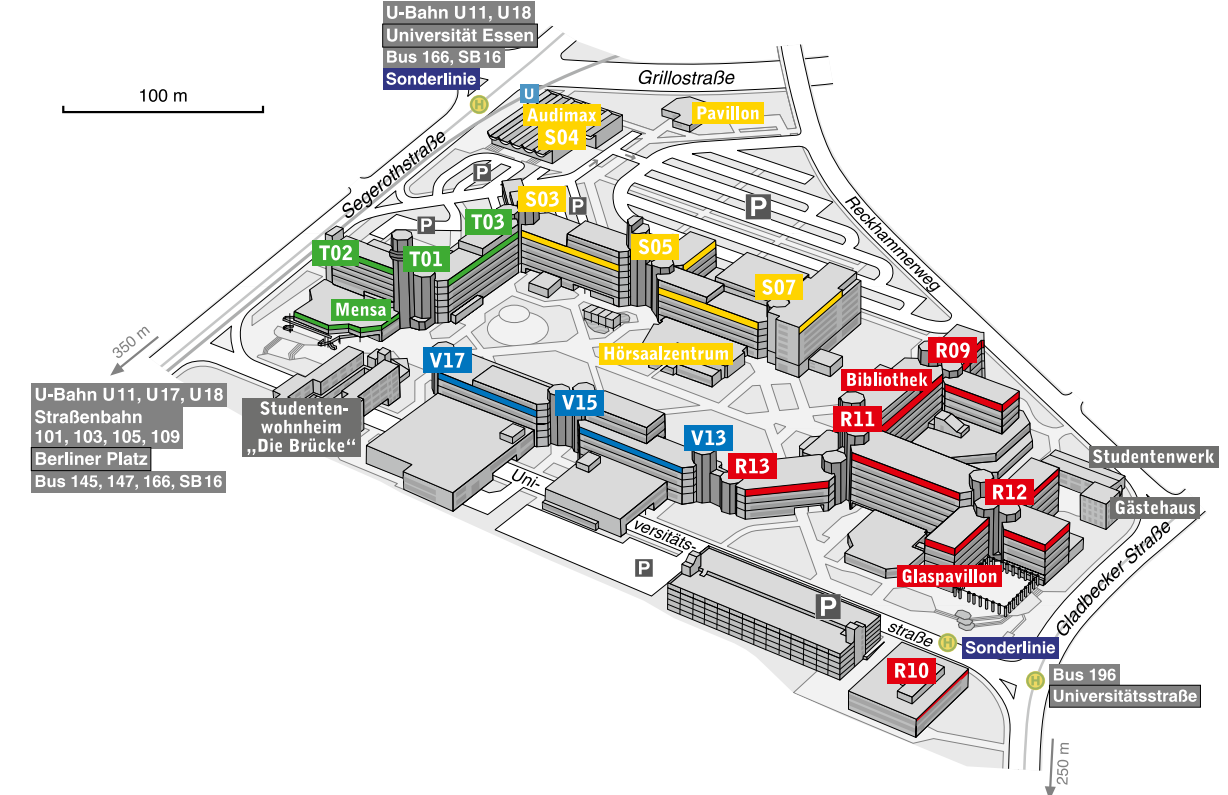 U-Bahn U11, U18
Universität Essen
Bus 166, SB16
Sonderlinie
H
U
Grillostraße
100 m
Audimax
S04
Pavillon
Segerothstraße
P
P
S03
P
P
Reckhammerweg
T03
T02
T01
S05
S07
Mensa
350 m
V17
Hörsaalzentrum
R09
Bibliothek
U-Bahn U11, U17, U18
Straßenbahn
101, 103, 105, 109
Berliner Platz
Bus 145, 147, 166, SB16
Studenten-
wohnheim
„Die Brücke“
V15
R11
V13
R13
Studentenwerk
Uni-
versitäts-
straße
R12
Gästehaus
Gladbecker Straße
P
Glaspavillon
P
H
Sonderlinie
R10
H
Bus 196
Universitätsstraße
250 m